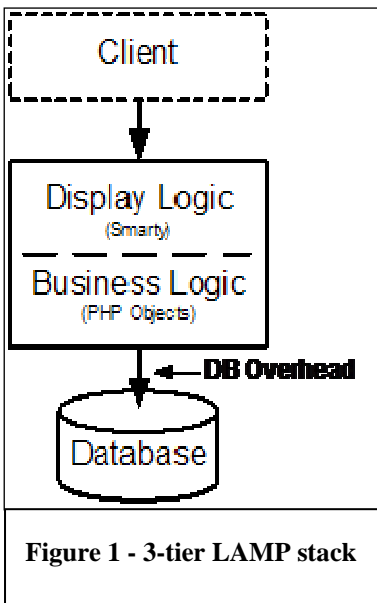 Client
Display Logic
(Smarty)
Business Logic
(PHP Objects)
DB Overhead
Database
Figure 1 - 3-tier LAMP stack